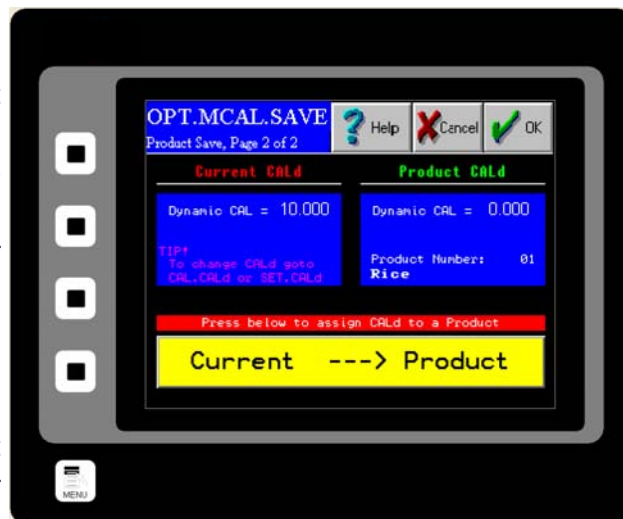 OPT.MCAL.SAVE
Product Save, Page 2 of 2
Help
Cancel
OK
Current CALd
Product CALd
Dynamic CAL = 10.000
TIP!
To change CALd goto
CAL.CALd or SET.CALd
Dynamic CAL = 0.000
Product Number: 01
Rice
Press below to assign CALd to a Product
Current ---> Product
MENU